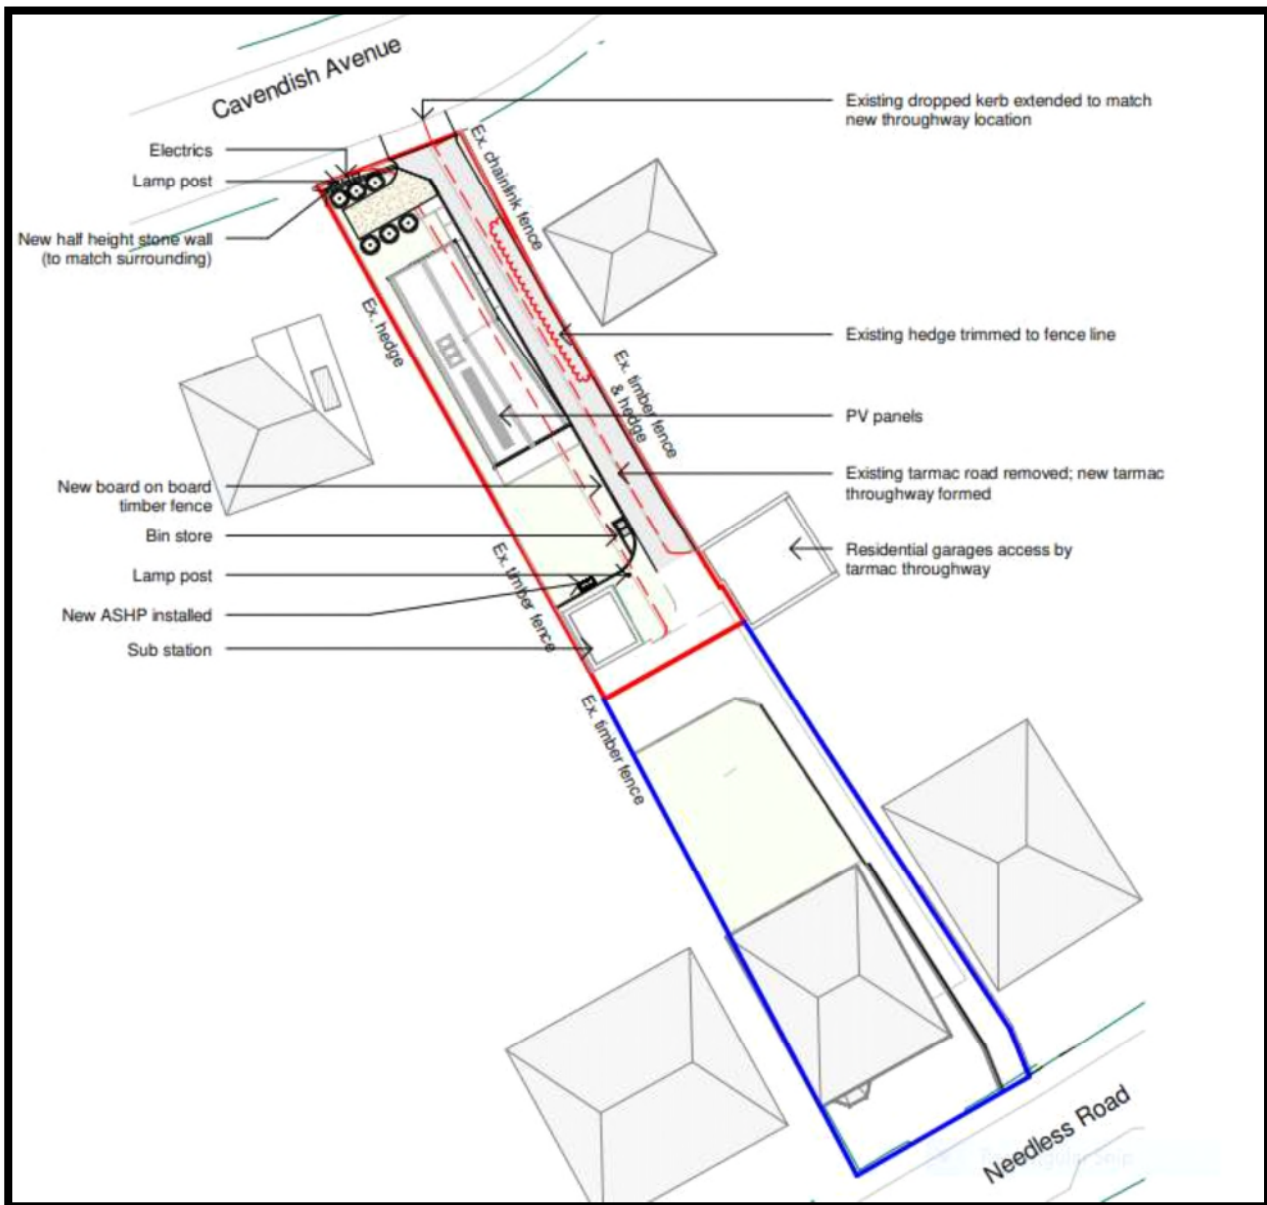 Cavendish Avenue
Existing dropped kerb extended to match
new throughway location
Electrics
Lamp post
New half height stone wall
(to match surrounding)
Ex. chainlink fence
Ex. hedge
Existing hedge trimmed to fence line
Ex. timber fence
& hedge
PV panels
Existing tarmac road removed; new tarmac
throughway formed
New board on board
timber fence
Bin store
Residential garages access by
tarmac throughway
Lamp post
New ASHP installed
Sub station
Ex. timber fence
Ex. timber fence
Needless Road
Rectangular Snip